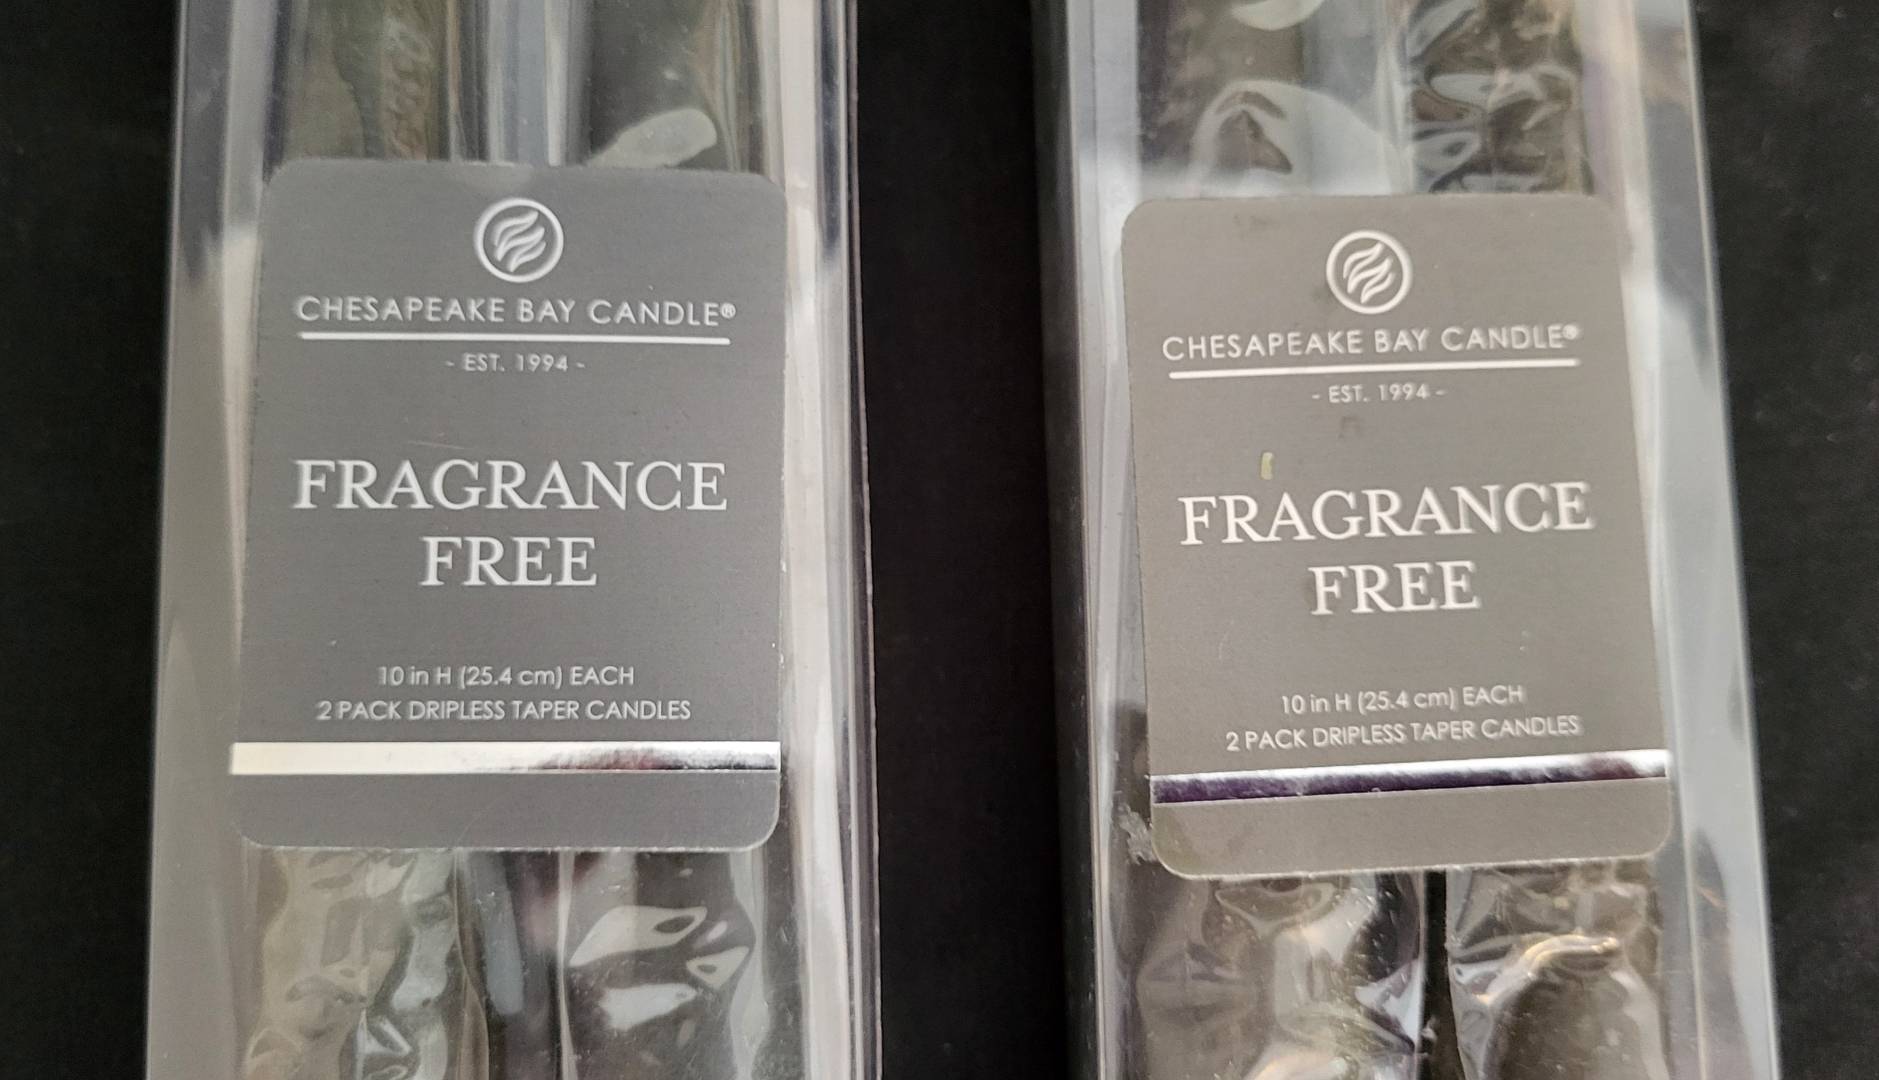 CHESAPEAKE BAY CANDLE®
- EST. 1994 -
FRAGRANCE
FREE
10 in H (25.4 cm) EACH
2 PACK DRIPLESS TAPER CANDLES
CHESAPEAKE BAY CANDLE®
- EST. 1994 -
FRAGRANCE
FREE
10 in H (25.4 cm) EACH
2 PACK DRIPLESS TAPER CANDLES